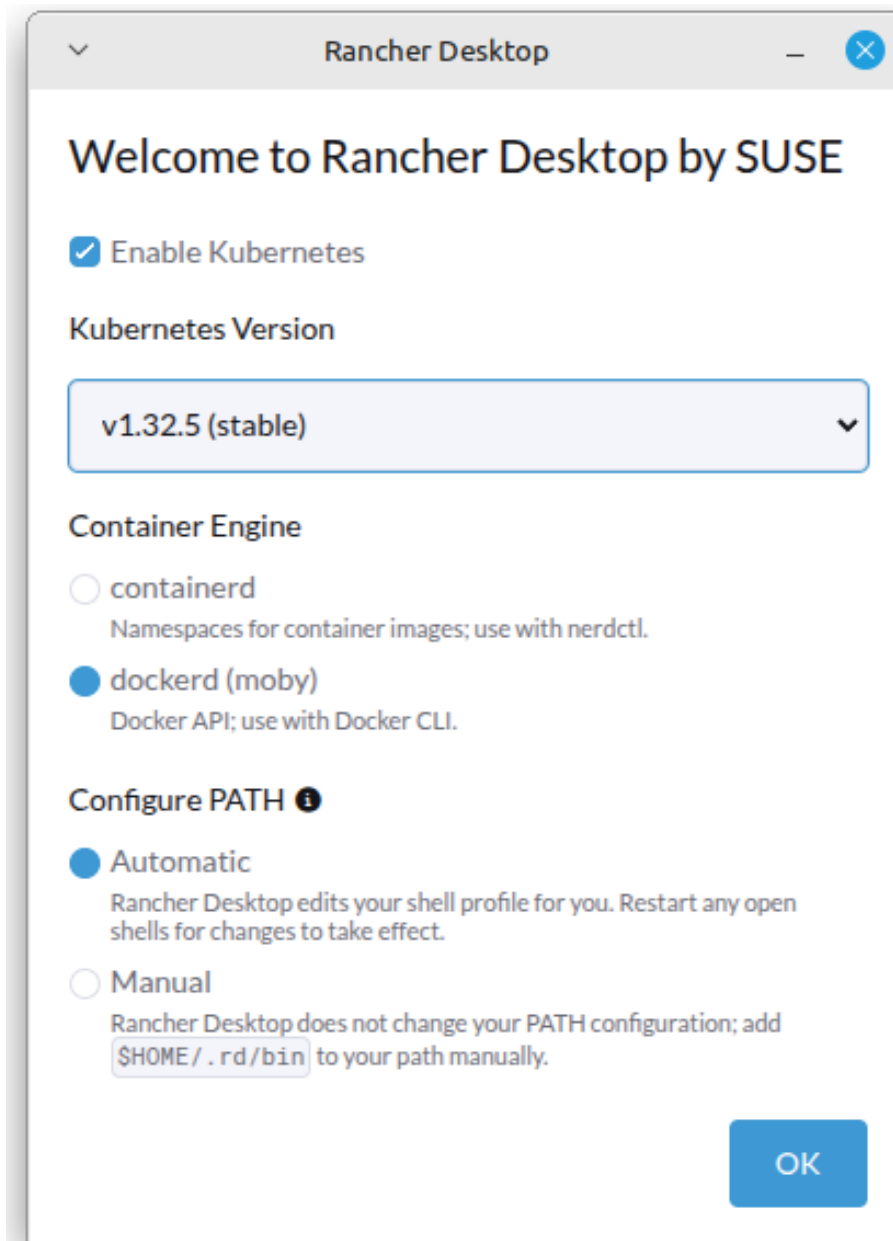 Rancher Desktop
Welcome to Rancher Desktop by SUSE
Enable Kubernetes
Kubernetes Version
v1.32.5 (stable)
Container Engine
containerd
Namespaces for container images; use with nerdctl.
dockerd (moby)
Docker API; use with Docker CLI.
Configure PATH
Automatic
Rancher Desktop edits your shell profile for you. Restart any open
shells for changes to take effect.
Manual
Rancher Desktop does not change your PATH configuration; add
$HOME/.rd/bin to your path manually.
OK